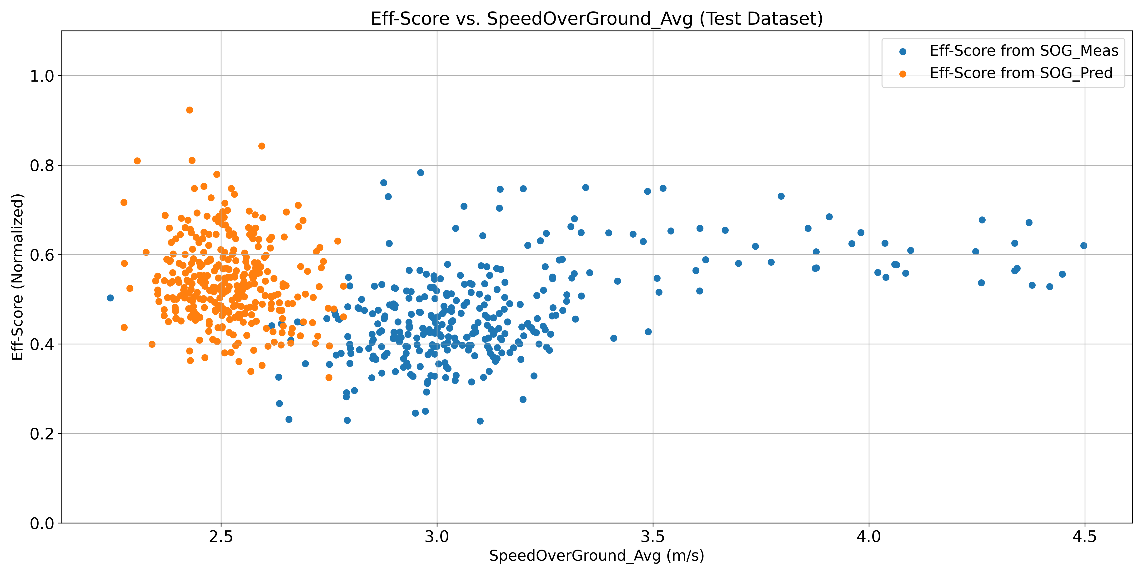 Eff-Score vs. SpeedOverGround_Avg (Test Dataset)
Eff-Score from SOG_Meas
Eff-Score from SOG_Pred
Eff-Score (Normalized)
1.0
0.8
0.6
0.4
0.2
0.0
2.5 3.0 3.5 4.0 4.5
SpeedOverGround_Avg (m/s)